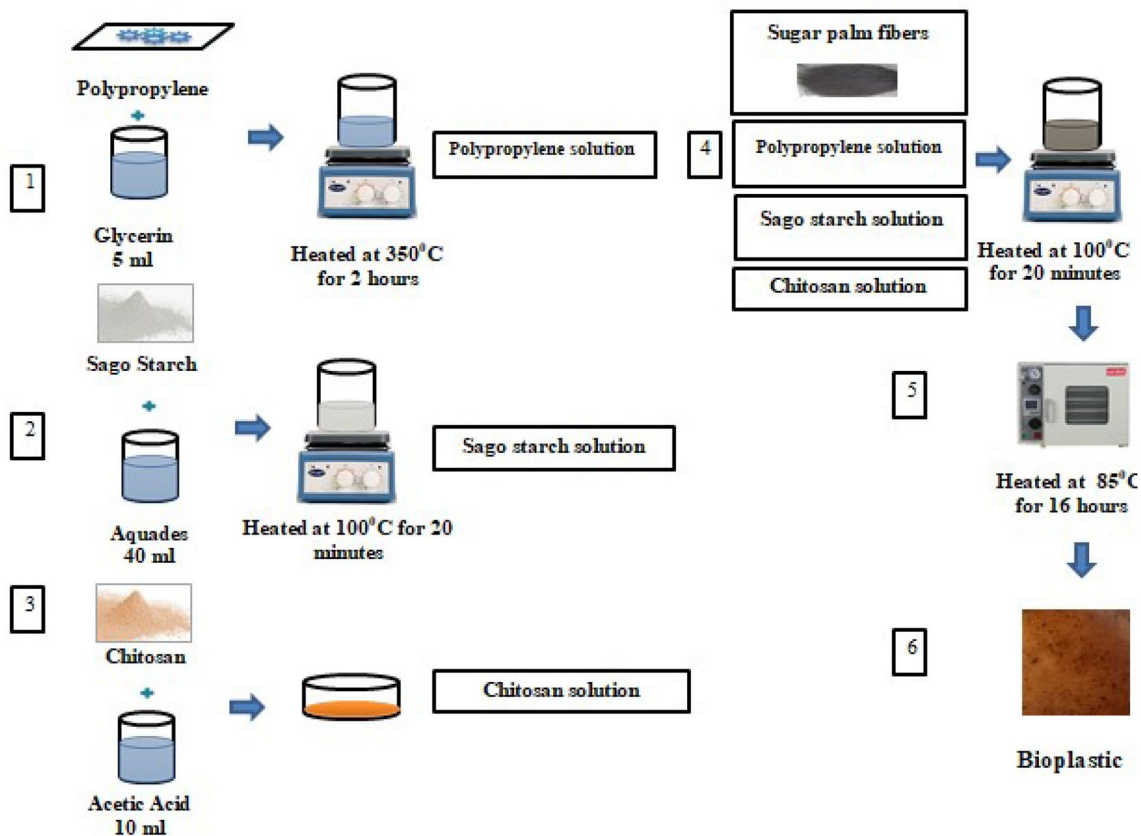 Polypropylene
1
Glycerin
5 ml
Heated at 350⁰C
for 2 hours
Polypropylene solution
Sago Starch
2
Aquades
40 ml
Heated at 100⁰C for 20
minutes
Sago starch solution
3
Chitosan
Acetic Acid
10 ml
Chitosan solution
4
Sugar palm fibers
Polypropylene solution
Sago starch solution
Chitosan solution
Heated at 100⁰C
for 20 minutes
5
Heated at 85⁰C
for 16 hours
6
Bioplastic